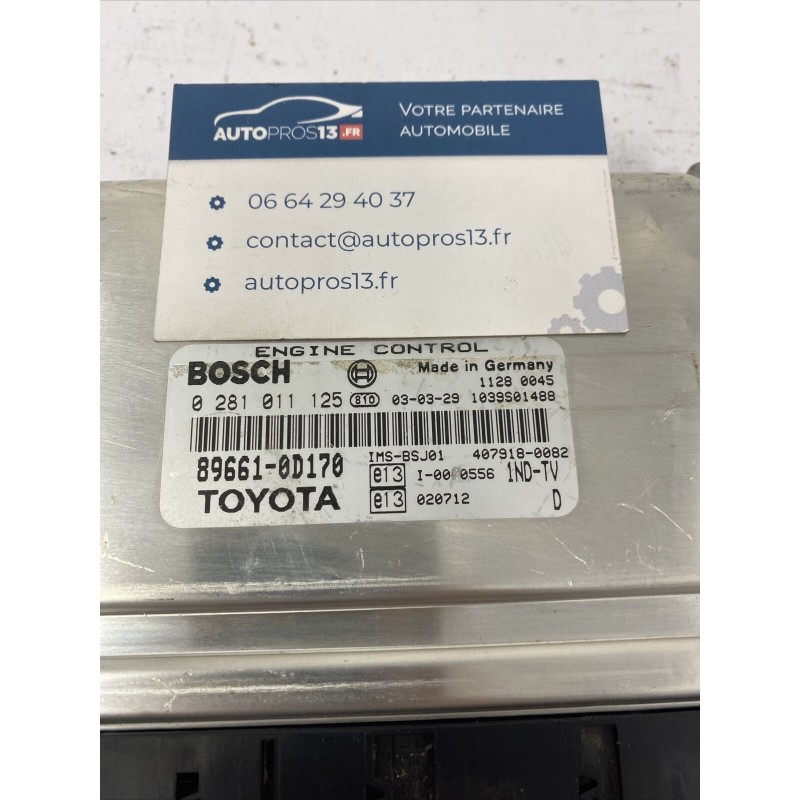 AUTOPROS13.FR
VOTRE PARTENAIRE
AUTOMOBILE
06 64 29 40 37
contact@autopros13.fr
autopros13.fr
ENGINE CONTROL
BOSCH Made in Germany
1128 0045
0 281 011 125 810 03-03-29 1039S01488
IMS-BSJ01 407918-0082
89661-0D170 e13 I-00 0556 1ND-TV
TOYOTA e13 020712 D